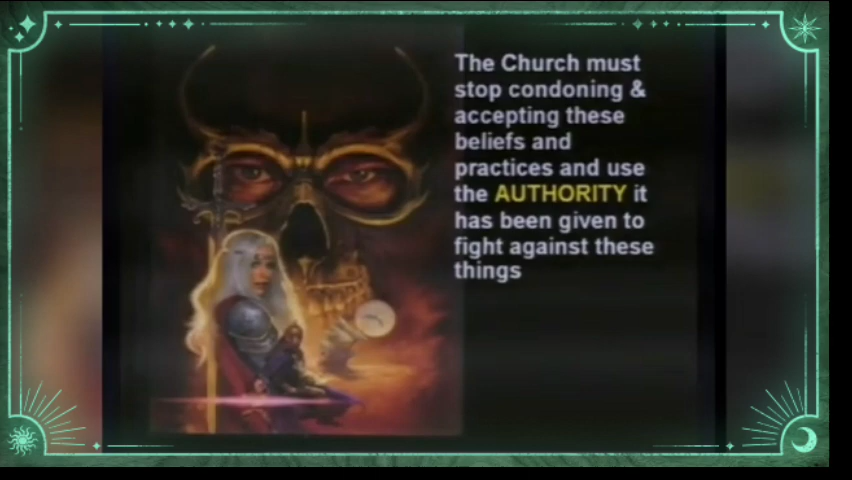 The Church must
stop condoning &
accepting these
beliefs and
practices and use
the AUTHORITY it
has been given to
fight against these
things